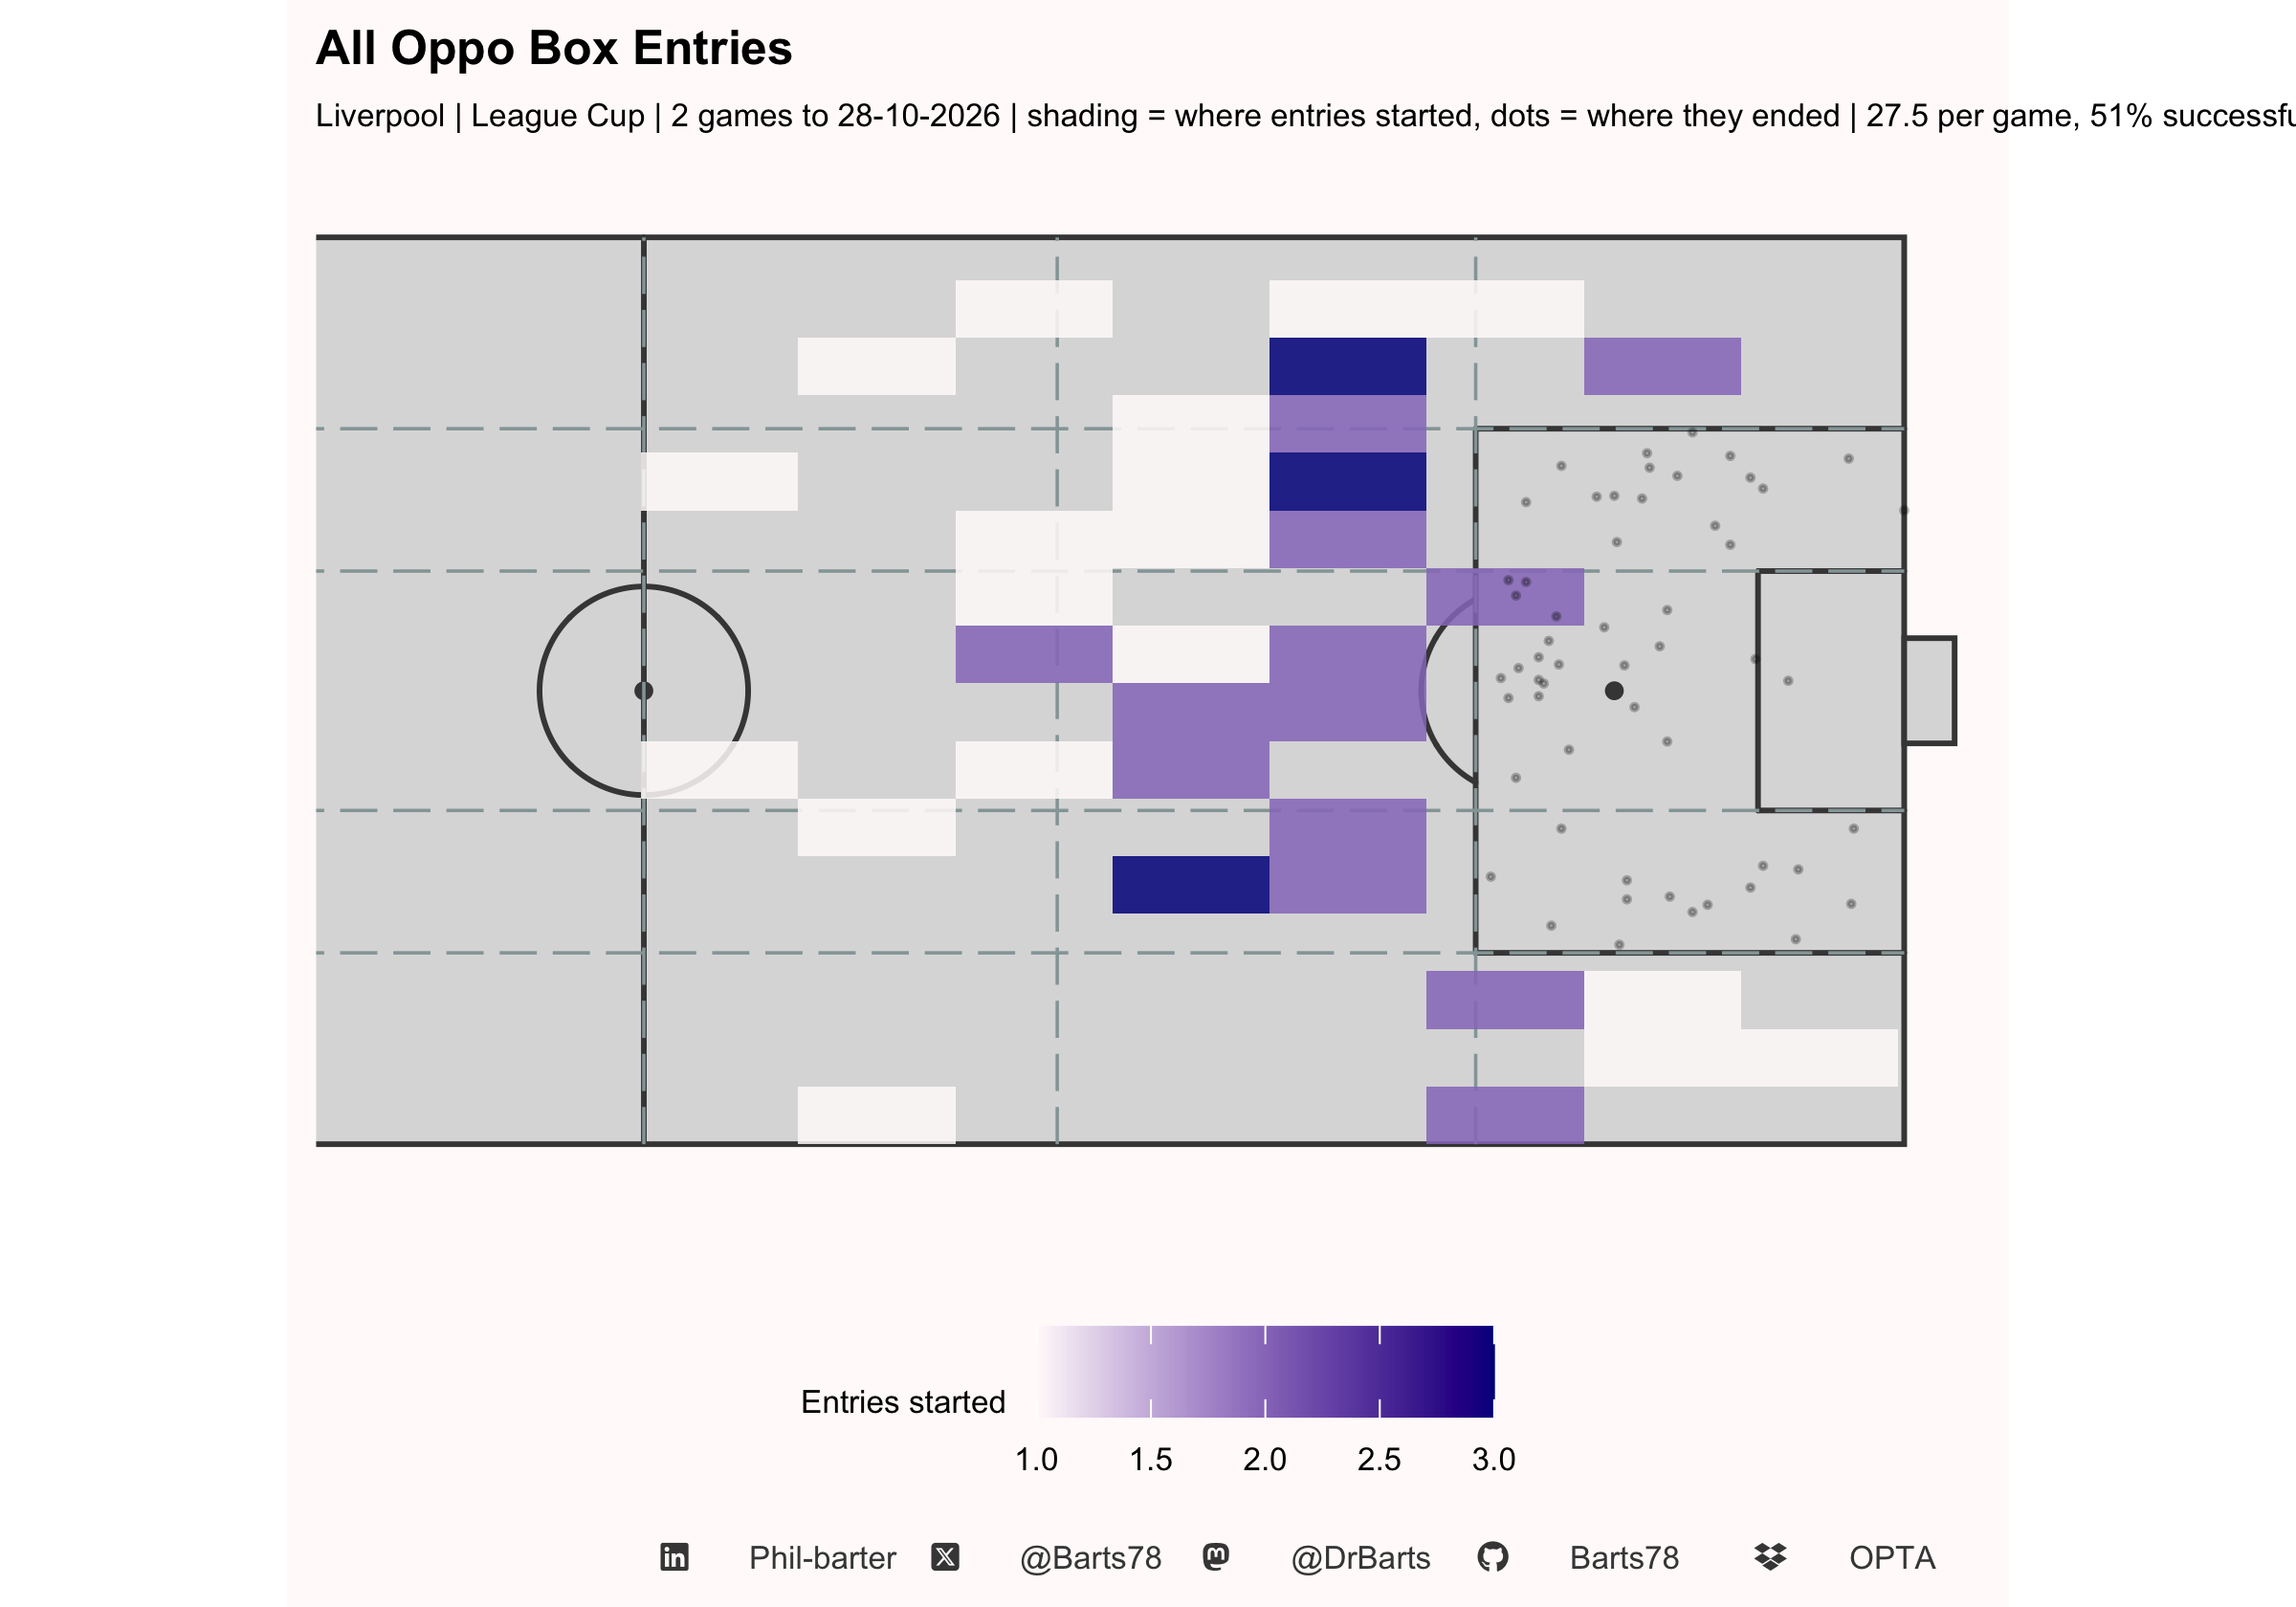 All Oppo Box Entries
Liverpool | League Cup | 2 games to 28-10-2026 | shading = where entries started, dots = where they ended | 27.5 per game, 51% successfu
Entries started
1.0 1.5 2.0 2.5 3.0
Phil-barter @Barts78 @DrBarts Barts78 OPTA